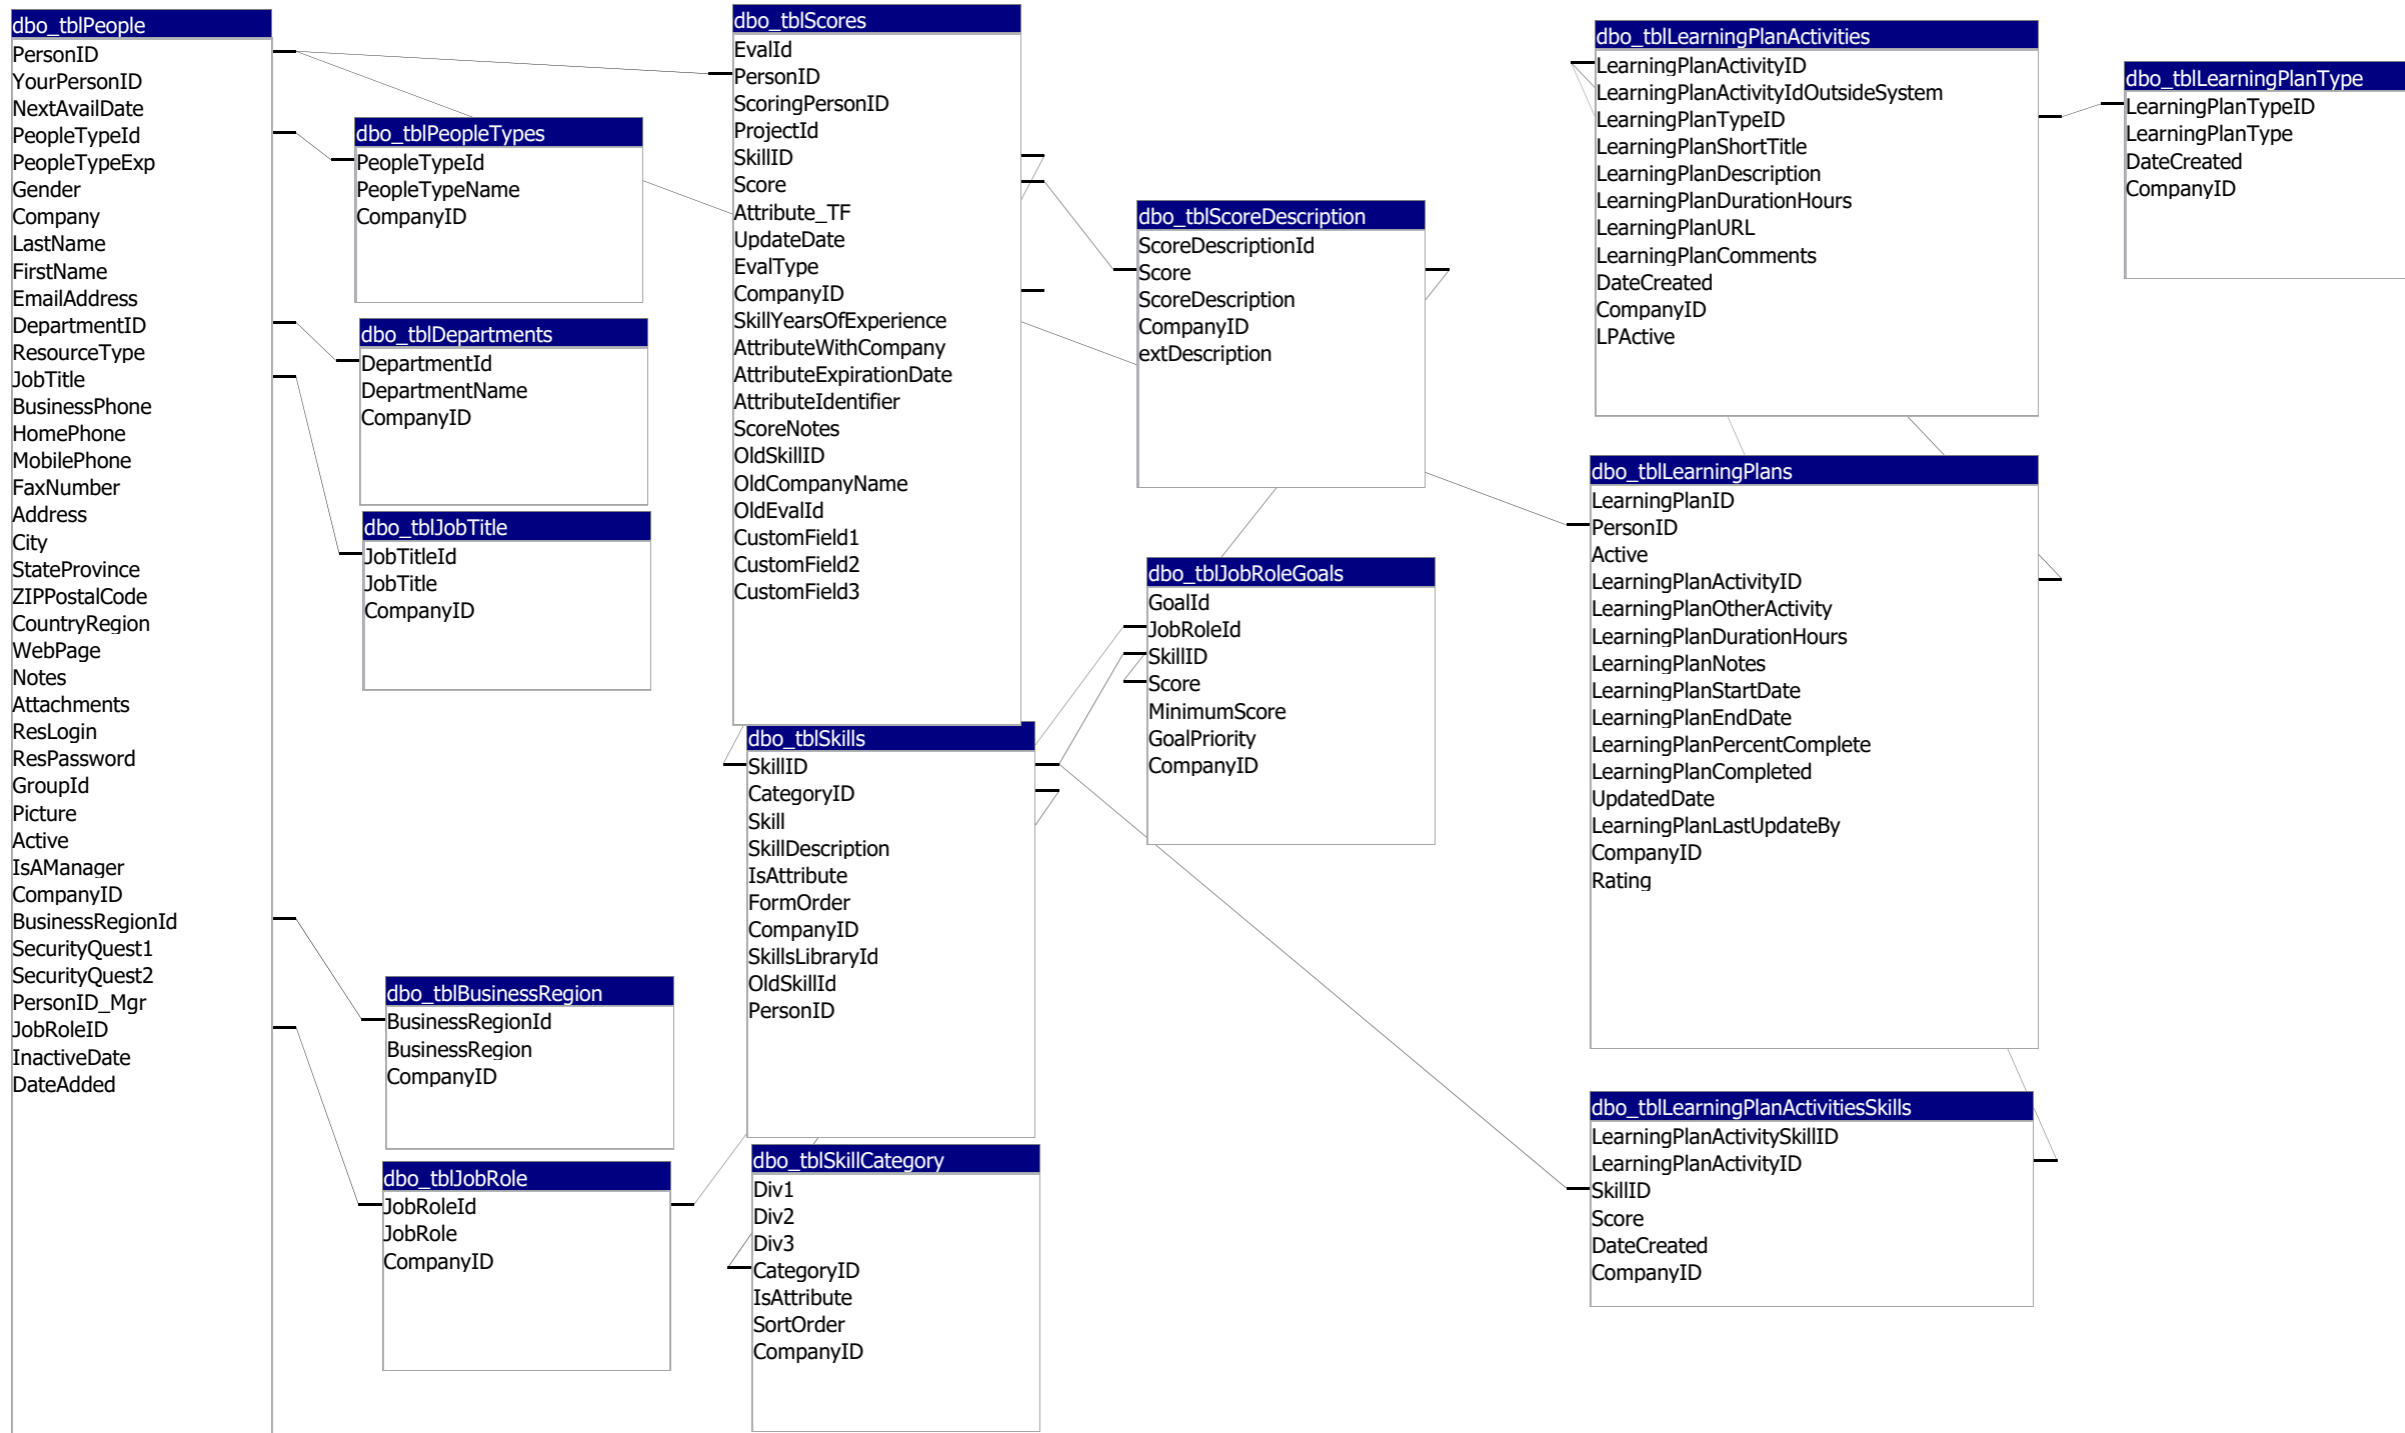 dbo_tblPeople
PersonID
YourPersonID
NextAvailDate
PeopleTypeId
PeopleTypeExp
Gender
Company
LastName
FirstName
EmailAddress
DepartmentID
ResourceType
JobTitle
BusinessPhone
HomePhone
MobilePhone
FaxNumber
Address
City
StateProvince
ZIPPostalCode
CountryRegion
WebPage
Notes
Attachments
ResLogin
ResPassword
GroupId
Picture
Active
IsAManager
CompanyID
BusinessRegionId
SecurityQuest1
SecurityQuest2
PersonID_Mgr
JobRoleID
InactiveDate
DateAdded
dbo_tblPeopleTypes
PeopleTypeId
PeopleTypeName
CompanyID
dbo_tblDepartments
DepartmentId
DepartmentName
CompanyID
dbo_tblJobTitle
JobTitleId
JobTitle
CompanyID
dbo_tblBusinessRegion
BusinessRegionId
BusinessRegion
CompanyID
dbo_tblJobRole
JobRoleId
JobRole
CompanyID
dbo_tblScores
EvalId
PersonID
ScoringPersonID
ProjectId
SkillID
Score
Attribute_TF
UpdateDate
EvalType
CompanyID
SkillYearsOfExperience
AttributeWithCompany
AttributeExpirationDate
AttributeIdentifier
ScoreNotes
OldSkillID
OldCompanyName
OldEvalId
CustomField1
CustomField2
CustomField3
dbo_tblSkills
SkillID
CategoryID
Skill
SkillDescription
IsAttribute
FormOrder
CompanyID
SkillsLibraryId
OldSkillId
PersonID
dbo_tblSkillCategory
Div1
Div2
Div3
CategoryID
IsAttribute
SortOrder
CompanyID
dbo_tblScoreDescription
ScoreDescriptionId
Score
ScoreDescription
CompanyID
extDescription
dbo_tblJobRoleGoals
GoalId
JobRoleId
SkillID
Score
MinimumScore
GoalPriority
CompanyID
dbo_tblLearningPlanActivities
LearningPlanActivityID
LearningPlanActivityIdOutsideSystem
LearningPlanTypeID
LearningPlanShortTitle
LearningPlanDescription
LearningPlanDurationHours
LearningPlanURL
LearningPlanComments
DateCreated
CompanyID
LPActive
dbo_tblLearningPlans
LearningPlanID
PersonID
Active
LearningPlanActivityID
LearningPlanOtherActivity
LearningPlanDurationHours
LearningPlanNotes
LearningPlanStartDate
LearningPlanEndDate
LearningPlanPercentComplete
LearningPlanCompleted
UpdatedDate
LearningPlanLastUpdateBy
CompanyID
Rating
dbo_tblLearningPlanActivitiesSkills
LearningPlanActivitySkillID
LearningPlanActivityID
SkillID
Score
DateCreated
CompanyID
dbo_tblLearningPlanType
LearningPlanTypeID
LearningPlanType
DateCreated
CompanyID